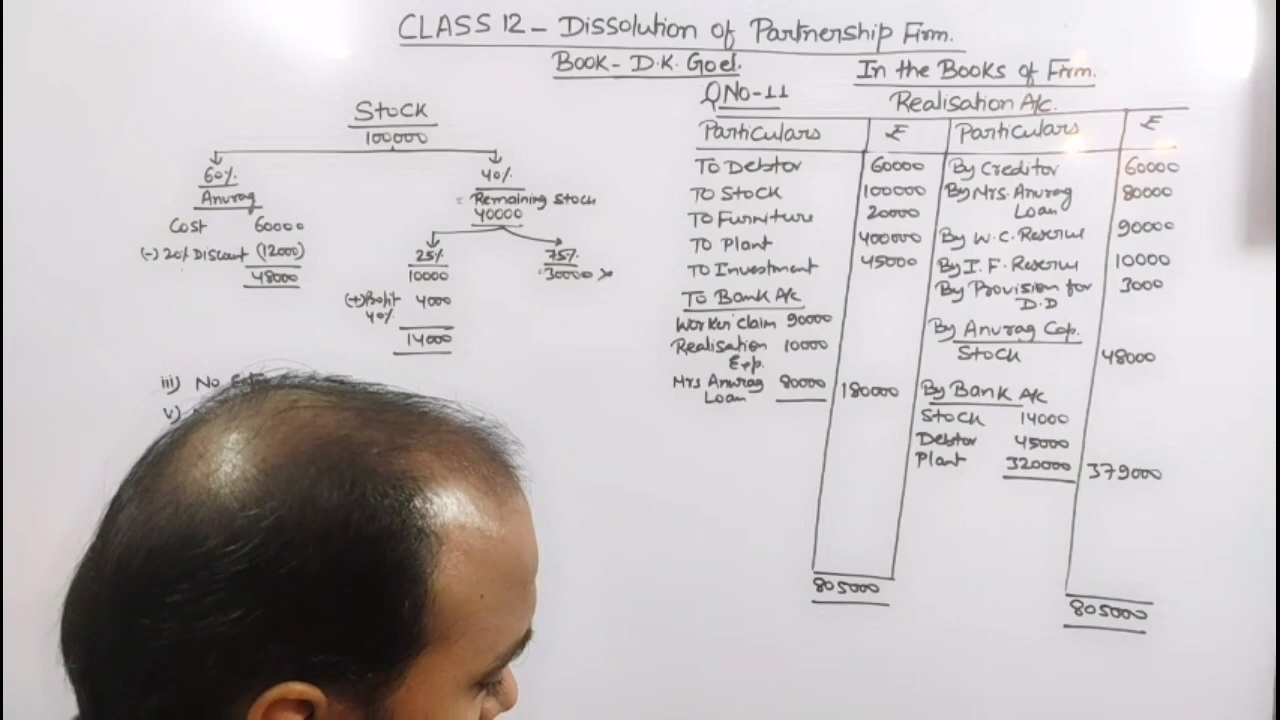 CLASS 12 - Dissolution of Partnership Firm.
Book - D.K. Goel.
In the Books of Firm.
QNo-11
Realisation A/c.
Stock
100000
60%
Anurag
Cost 60000
(-) 20% Discount (12000)
48000
40%
Remaining Stock
40000
25%
10000
(+) Profit 4000
40%
14000
75%
30000 ×
iii) No
v)
Particulars ₹ Particulars ₹
To Debtor 60000 By Creditor 60000
To Stock 100000 By Mrs. Anurag 80000
Loan
To Furniture 20000
To Plant 400000 By W.C. Reserve 90000
To Investment 45000 By I.F. Reserve 10000
To Bank A/c By Provision for 3000
D.D
Worker claim 90000 By Anurag Cap.
Realisation 10000 Stock 48000
Exp.
Mrs Anurag 80000 180000 By Bank A/c
Loan
Stock 14000
Debtor 45000
Plant 320000 379000
805000 805000